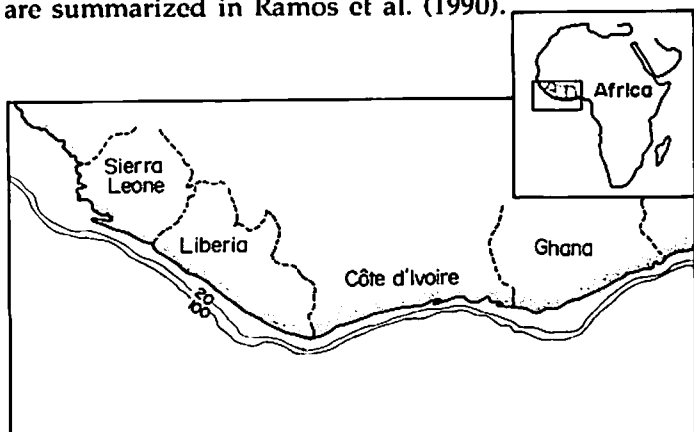 are summarized in Ramos et al. (1990).
Africa
Sierra
Leone
Liberia
Ghana
Côte d'Ivoire
20
100